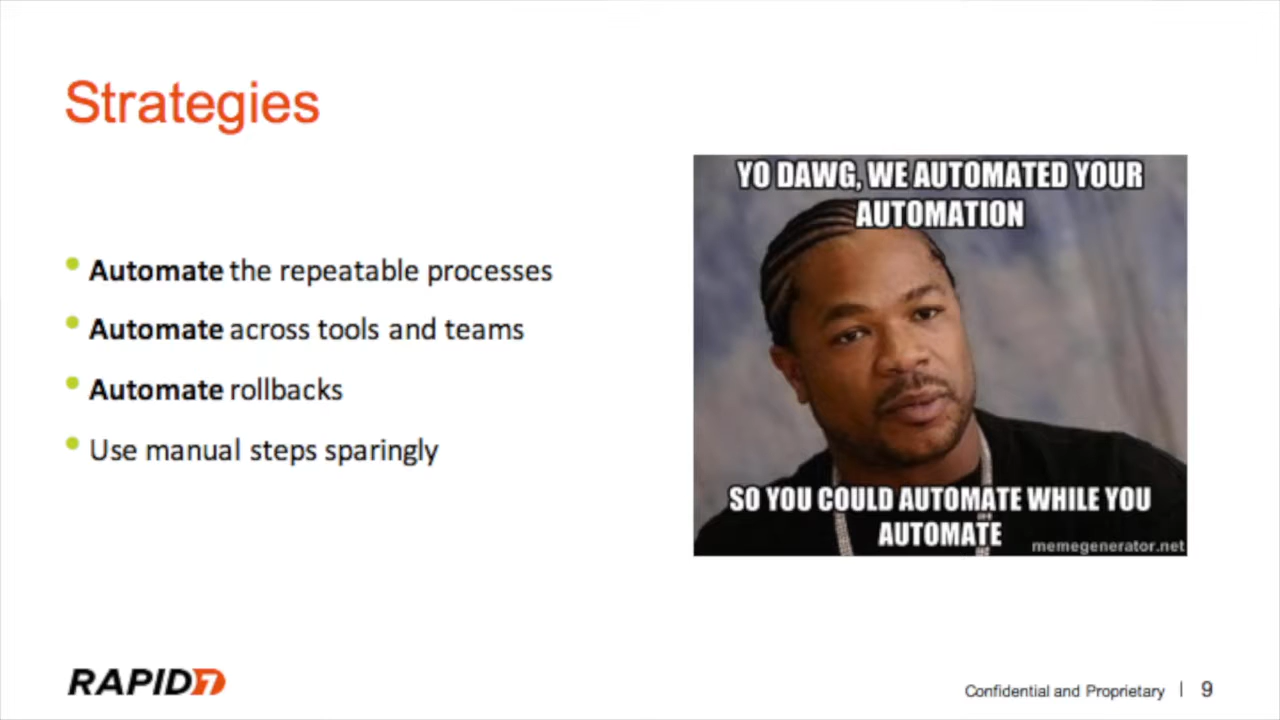 Strategies
• Automate the repeatable processes
• Automate across tools and teams
• Automate rollbacks
• Use manual steps sparingly
YO DAWG, WE AUTOMATED YOUR
AUTOMATION
SO YOU COULD AUTOMATE WHILE YOU
AUTOMATE
memegenerator.net
RAPID7
Confidential and Proprietary | 9